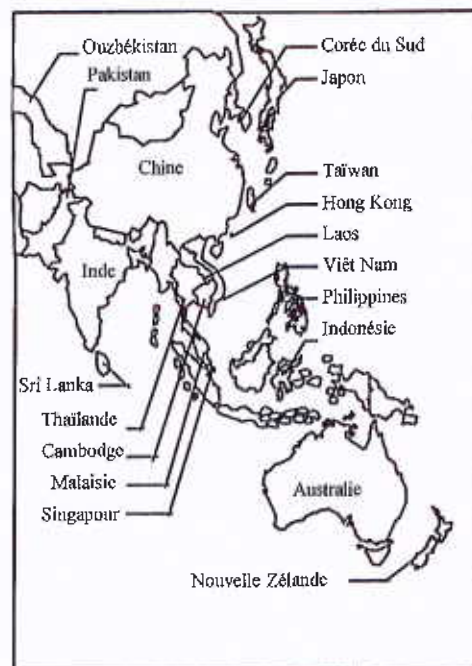 Ouzbékistan
Corée du Sud
Pakistan
Japon
Chine
Taïwan
Hong Kong
Laos
Inde
Viêt Nam
Philippines
Indonésie
Sri Lanka
Thaïlande
Cambodge
Malaisie
Singapour
Australie
Nouvelle Zélande